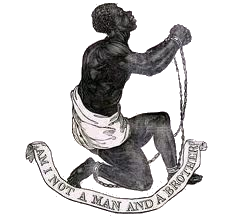 AM I NOT A MAN AND A BROTHER